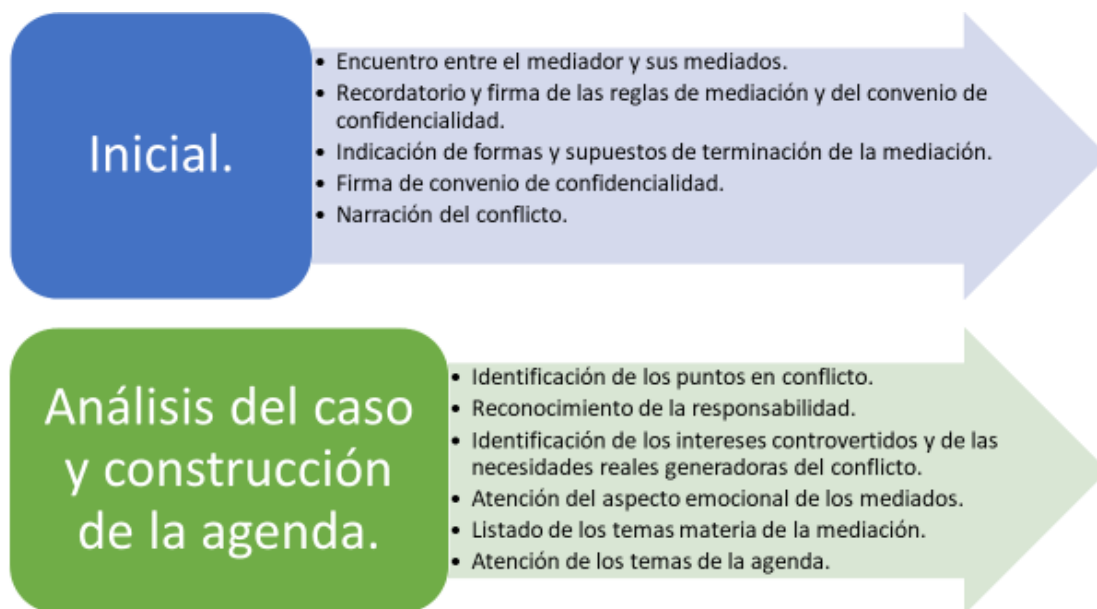 Inicial.
• Encuentro entre el mediador y sus mediados.
• Recordatorio y firma de las reglas de mediación y del convenio de
confidencialidad.
• Indicación de formas y supuestos de terminación de la mediación.
• Firma de convenio de confidencialidad.
• Narración del conflicto.
Análisis del caso
y construcción
de la agenda.
• Identificación de los puntos en conflicto.
• Reconocimiento de la responsabilidad.
• Identificación de los intereses controvertidos y de las
necesidades reales generadoras del conflicto.
• Atención del aspecto emocional de los mediados.
• Listado de los temas materia de la mediación.
• Atención de los temas de la agenda.